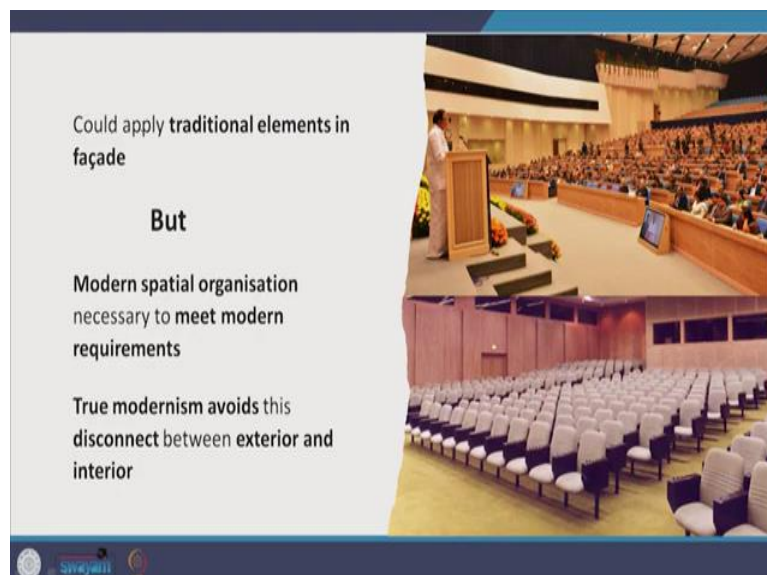 Could apply traditional elements in
façade
But
Modern spatial organisation
necessary to meet modern
requirements
True modernism avoids this
disconnect between exterior and
interior
swayam